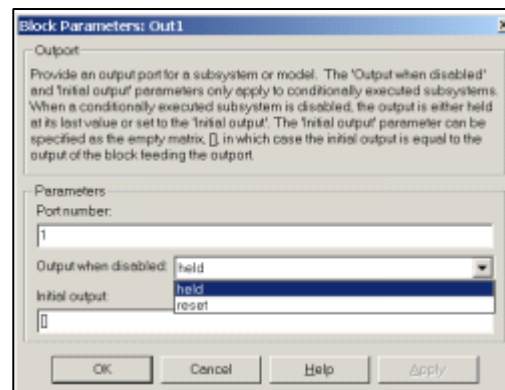 Block Parameters: Out1
Outport
Provide an output port for a subsystem or model. The 'Output when disabled'
and 'Initial output' parameters only apply to conditionally executed subsystems.
When a conditionally executed subsystem is disabled, the output is either held
at its last value or set to the 'Initial output'. The 'Initial output' parameter can be
specified as the empty matrix, [], in which case the initial output is equal to the
output of the block feeding the outport.
Parameters
Port number:
1
Output when disabled: held
held
Initial output:
reset
[]
OK Cancel Help Apply